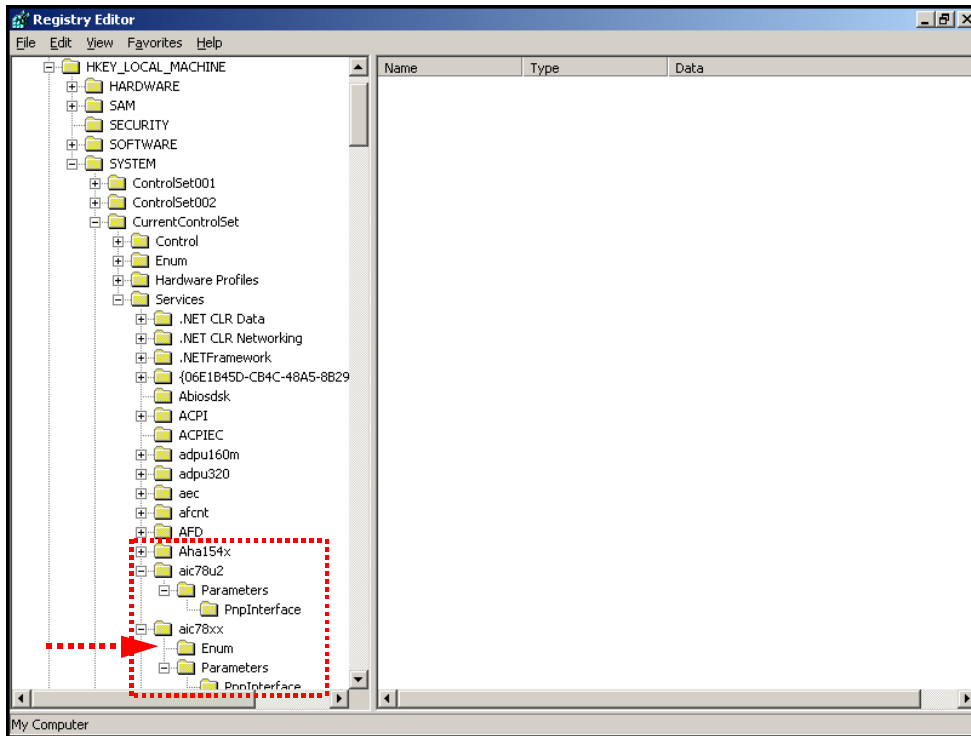 Registry Editor
File Edit View Favorites Help
HKEY_LOCAL_MACHINE
HARDWARE
SAM
SECURITY
SOFTWARE
SYSTEM
ControlSet001
ControlSet002
CurrentControlSet
Control
Enum
Hardware Profiles
Services
.NET CLR Data
.NET CLR Networking
.NETFramework
{06E1B45D-CB4C-48A5-8B29
Abiosdsk
ACPI
ACPIEC
adpu160m
adpu320
aec
afcnt
AFD
Aha154x
aic78u2
Parameters
PnpInterface
aic78xx
Enum
Parameters
PnpInterface
Name Type Data
My Computer